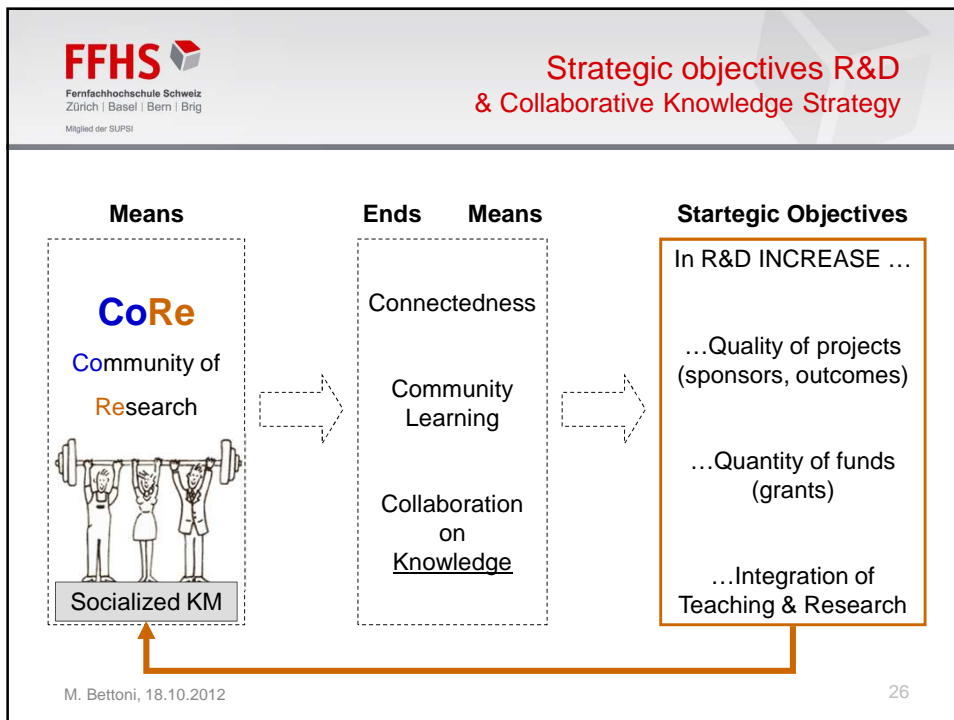 FFHS
Fernfachhochschule Schweiz
Zürich | Basel | Bern | Brig
Mitglied der SUPSI
Strategic objectives R&D
& Collaborative Knowledge Strategy
Means
CoRe
Community of
Research
Socialized KM
Ends Means
Connectedness
Community
Learning
Collaboration
on
Knowledge
Startegic Objectives
In R&D INCREASE …
…Quality of projects
(sponsors, outcomes)
…Quantity of funds
(grants)
…Integration of
Teaching & Research
M. Bettoni, 18.10.2012
26